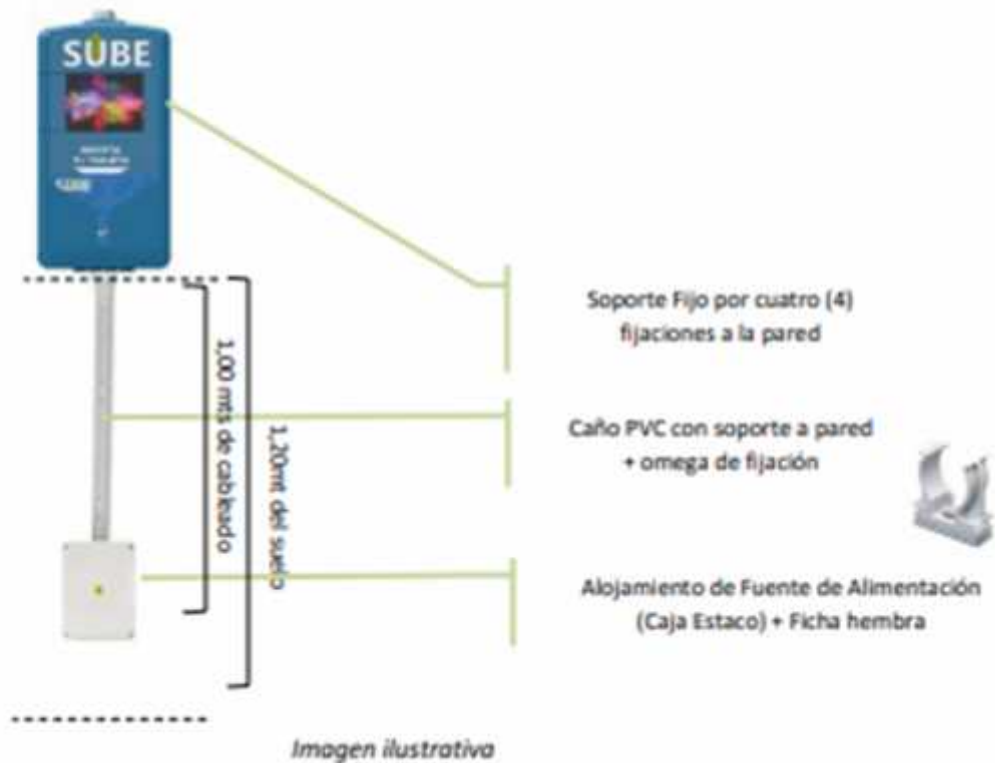 SUBE
Soporte Fijo por cuatro (4)
fijaciones a la pared
1,00 mts de cableado
1,20mt del suelo
Caño PVC con soporte a pared
+ omega de fijación
Alojamiento de Fuente de Alimentación
(Caja Estaco) + Ficha hembra
Imagen ilustrativa